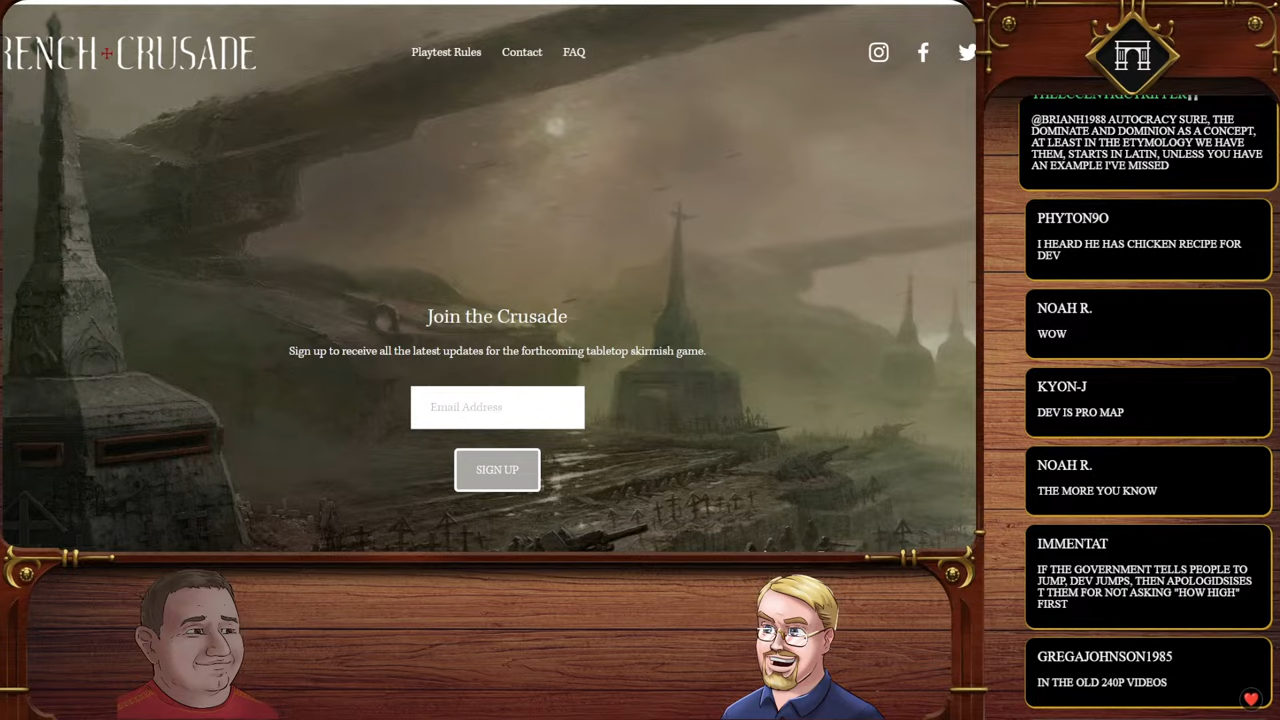 RENCH CRUSADE
Playtest Rules Contact FAQ
Join the Crusade
Sign up to receive all the latest updates for the forthcoming tabletop skirmish game.
Email Address
SIGN UP
@BRIANH1988 AUTOCRACY SURE, THE
DOMINATE AND DOMINION AS A CONCEPT,
AT LEAST IN THE ETYMOLOGY WE HAVE
THEM, STARTS IN LATIN, UNLESS YOU HAVE
AN EXAMPLE I'VE MISSED
PHYTON9O
I HEARD HE HAS CHICKEN RECIPE FOR
DEV
NOAH R.
WOW
KYON-J
DEV IS PRO MAP
NOAH R.
THE MORE YOU KNOW
IMMENTAT
IF THE GOVERNMENT TELLS PEOPLE TO
JUMP, DEV JUMPS, THEN APOLOGIDSISES
T THEM FOR NOT ASKING "HOW HIGH"
FIRST
GREGAJOHNSON1985
IN THE OLD 240P VIDEOS